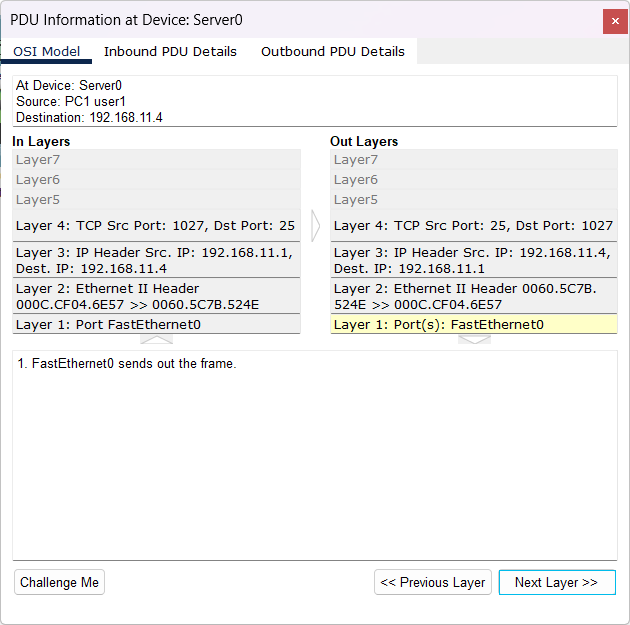 PDU Information at Device: Server0
OSI Model
Inbound PDU Details
Outbound PDU Details
At Device: Server0
Source: PC1 user1
Destination: 192.168.11.4
In Layers
Layer7
Layer6
Layer5
Layer 4: TCP Src Port: 1027, Dst Port: 25
Layer 3: IP Header Src. IP: 192.168.11.1,
Dest. IP: 192.168.11.4
Layer 2: Ethernet II Header
000C.CF04.6E57 >> 0060.5C7B.524E
Layer 1: Port FastEthernet0
Out Layers
Layer7
Layer6
Layer5
Layer 4: TCP Src Port: 25, Dst Port: 1027
Layer 3: IP Header Src. IP: 192.168.11.4,
Dest. IP: 192.168.11.1
Layer 2: Ethernet II Header 0060.5C7B.
524E >> 000C.CF04.6E57
Layer 1: Port(s): FastEthernet0
1. FastEthernet0 sends out the frame.
Challenge Me
<< Previous Layer
Next Layer >>